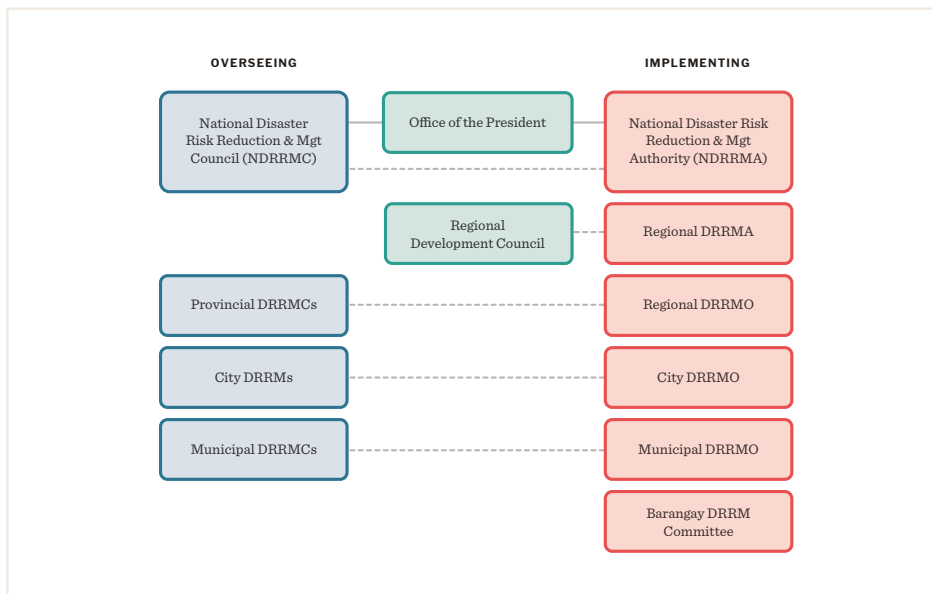 OVERSEEING
IMPLEMENTING
National Disaster
Risk Reduction & Mgt
Council (NDRRMC)
Office of the President
National Disaster Risk
Reduction & Mgt
Authority (NDRRMA)
Regional
Development Council
Regional DRRMA
Provincial DRRMCs
Regional DRRMO
City DRRMs
City DRRMO
Municipal DRRMCs
Municipal DRRMO
Barangay DRRM
Committee